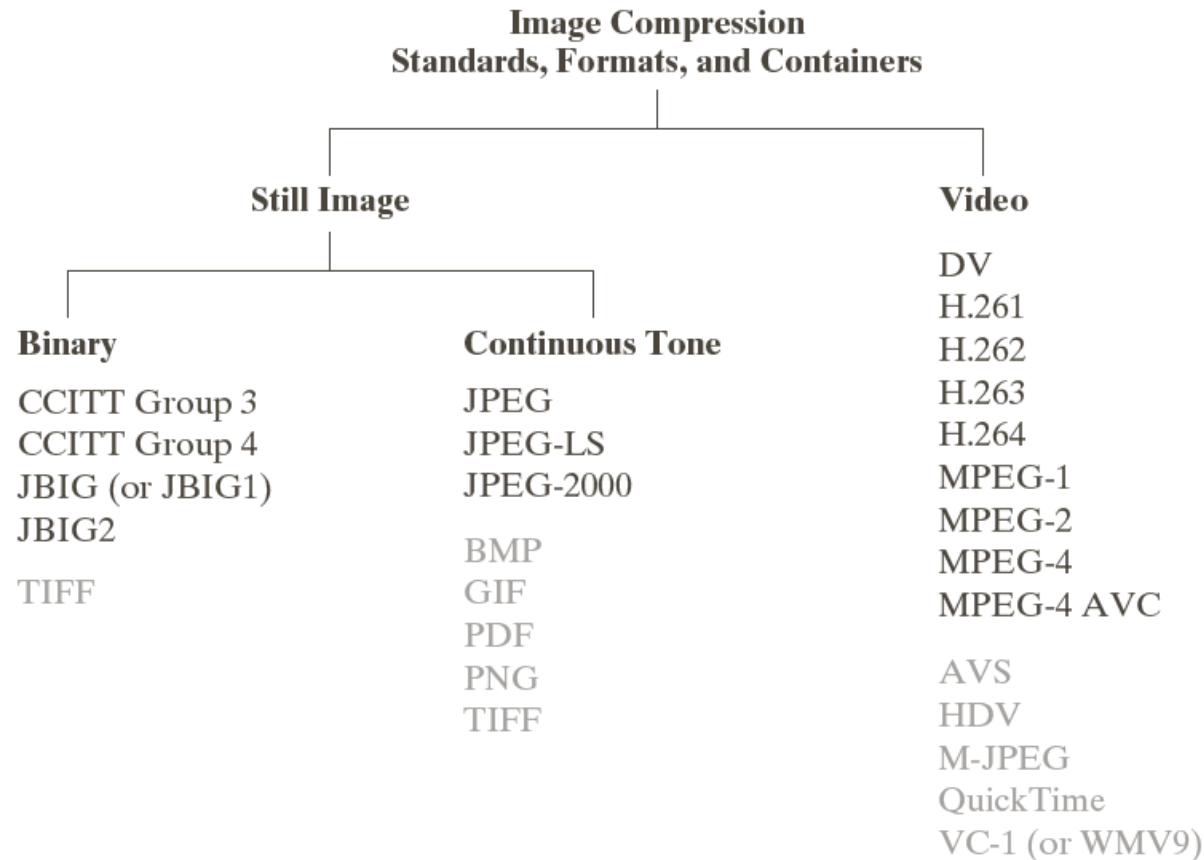 Image Compression
Standards, Formats, and Containers
Still Image
Binary
CCITT Group 3
CCITT Group 4
JBIG (or JBIG1)
JBIG2
TIFF
Continuous Tone
JPEG
JPEG-LS
JPEG-2000
BMP
GIF
PDF
PNG
TIFF
Video
DV
H.261
H.262
H.263
H.264
MPEG-1
MPEG-2
MPEG-4
MPEG-4 AVC
AVS
HDV
M-JPEG
QuickTime
VC-1 (or WMV9)